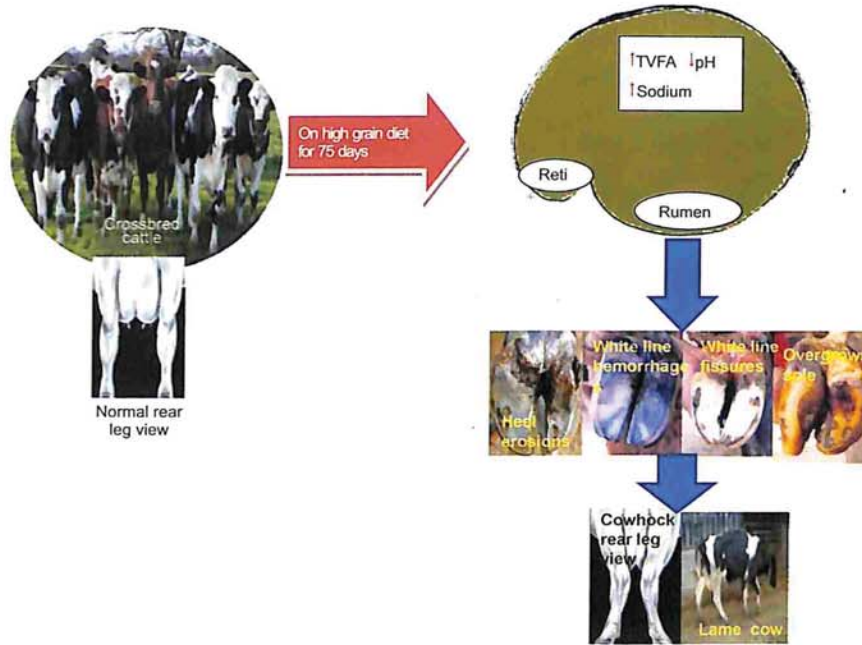 Crossbred
cattle
Normal rear
leg view
On high grain diet
for 75 days
↑TVFA ↓pH
↑Sodium
Reti
Rumen
Heel
erosions
White line
hemorrhage
s
White line
fissures
Overgrown
sole
Cowhock
rear leg
view
Lame cow